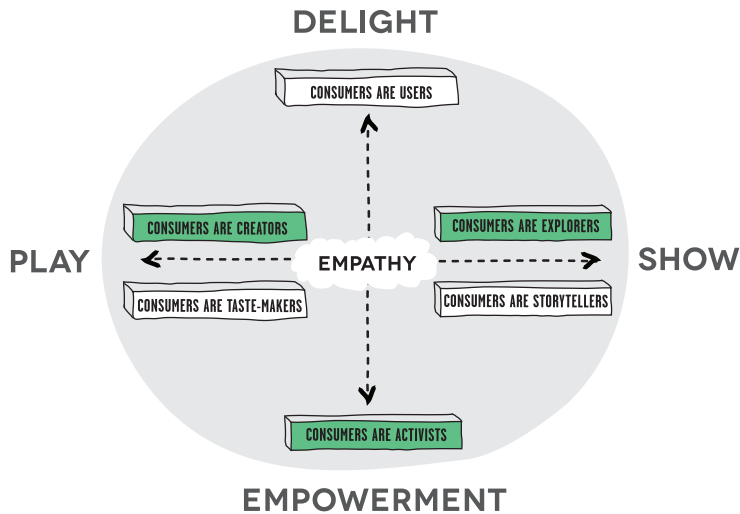 DELIGHT
CONSUMERS ARE USERS
CONSUMERS ARE CREATORS
CONSUMERS ARE EXPLORERS
PLAY
EMPATHY
SHOW
CONSUMERS ARE TASTE-MAKERS
CONSUMERS ARE STORYTELLERS
CONSUMERS ARE ACTIVISTS
EMPOWERMENT